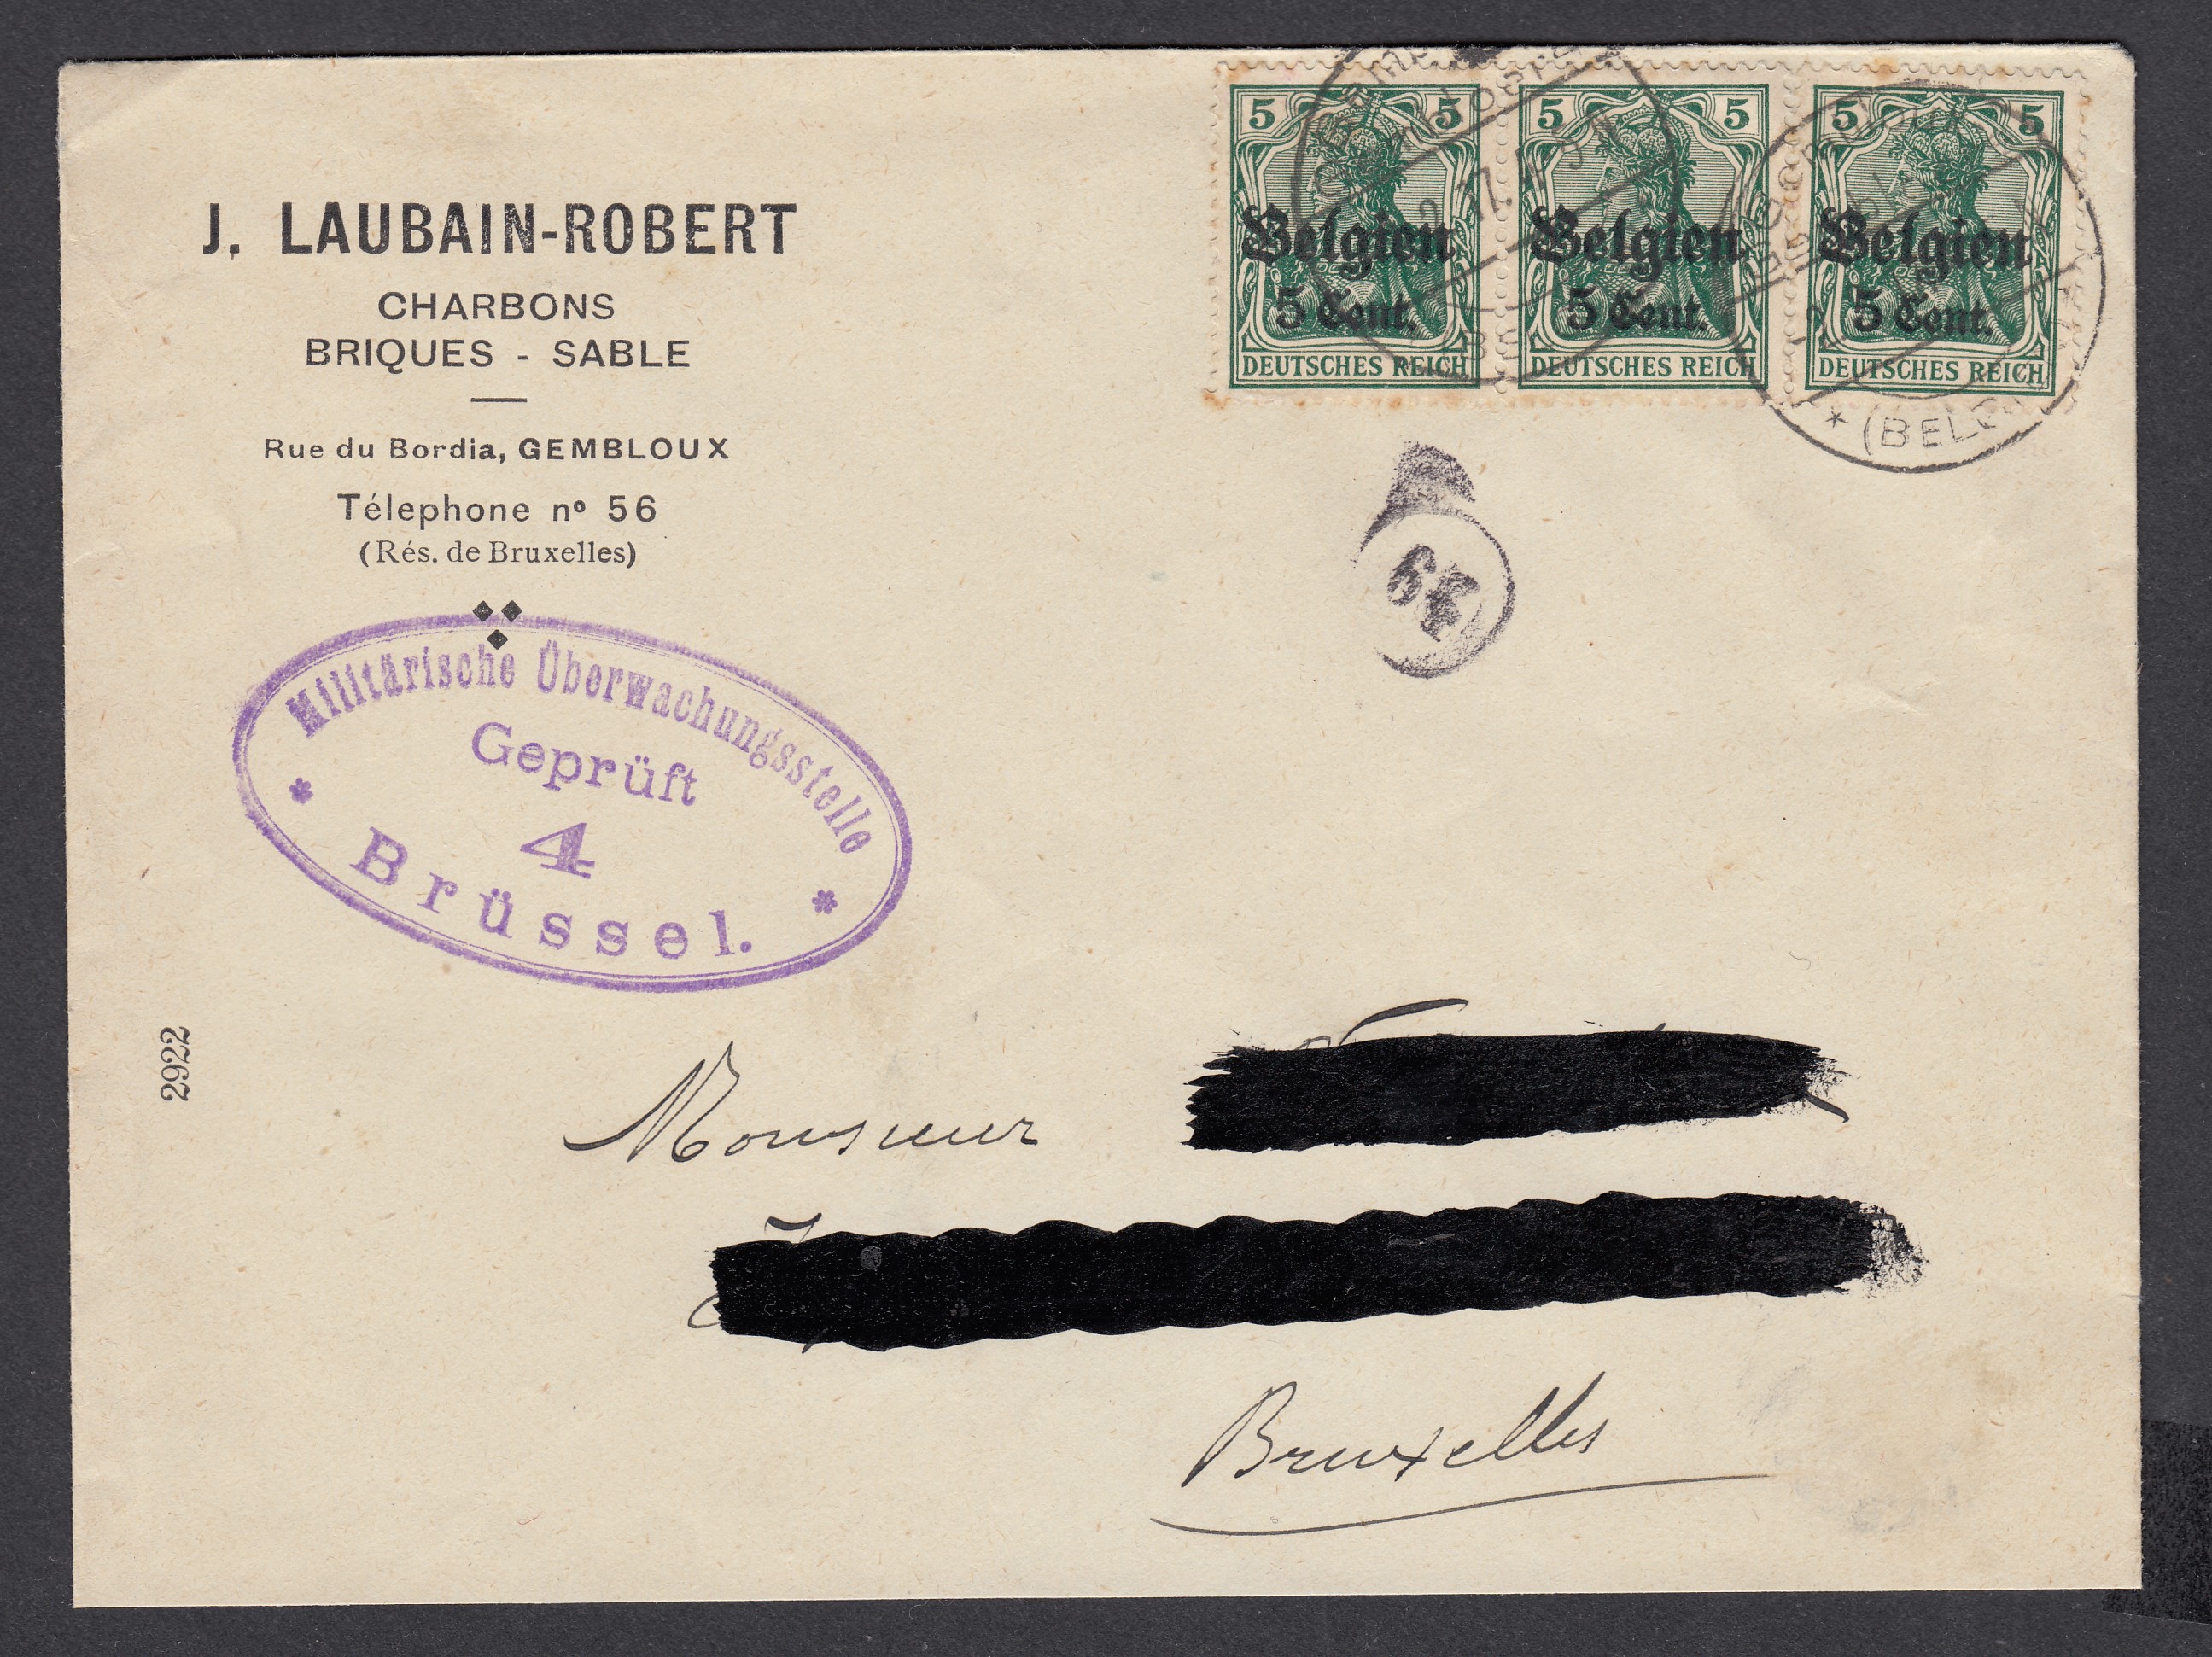 J. LAUBAIN-ROBERT
CHARBONS
BRIQUES - SABLE
Rue du Bordia, GEMBLOUX
Télephone nº 56
(Rés. de Bruxelles)
5 5
Belgien
5 Cent.
DEUTSCHES REICH
5 5
Belgien
5 Cent.
DEUTSCHES REICH
5 5
Belgien
5 Cent.
DEUTSCHES REICH
* (BELG
64
Militärische Überwachungsstelle
Geprüft
4
* Brüssel. *
2922
Monsieur
Bruxelles